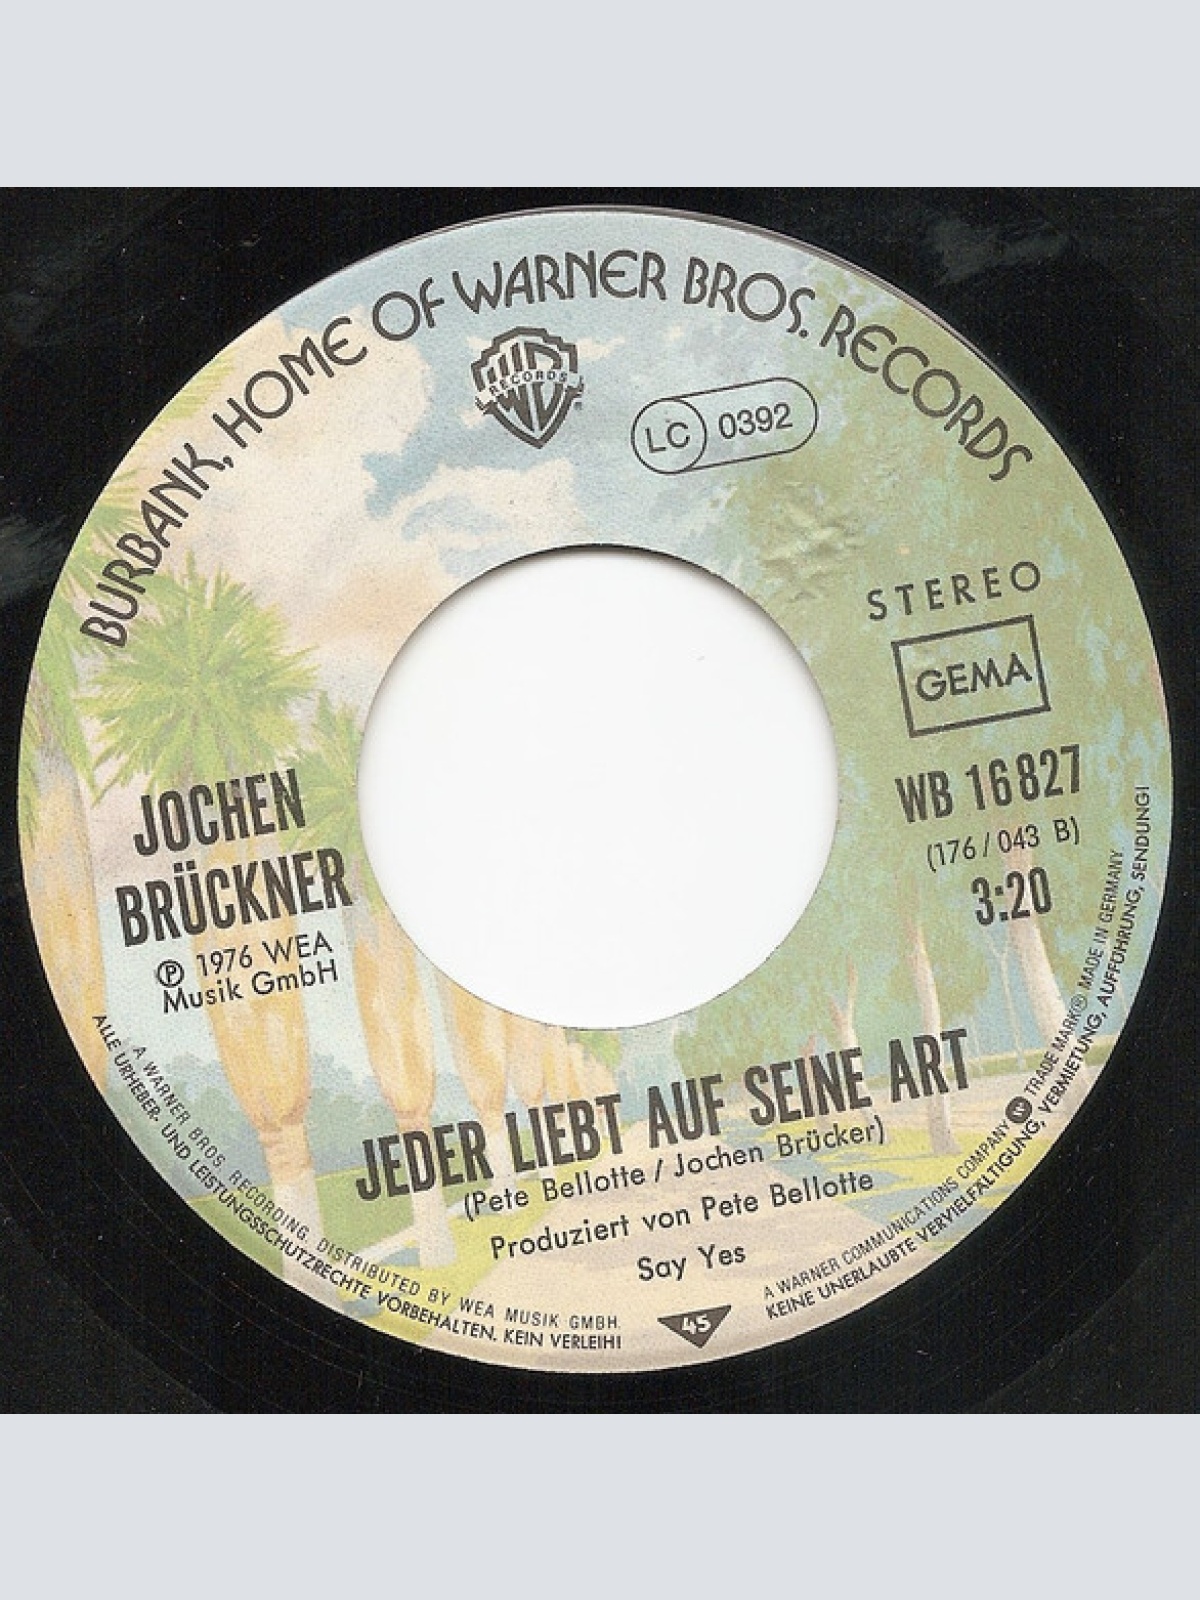 BURBANK, HOME OF WARNER BROS. RECORDS
W
RECORDS
LC 0392
STEREO
GEMA
WB 16 827
(176 / 043 B)
3:20
JOCHEN
BRÜCKNER
℗ 1976 WEA
Musik GmbH
JEDER LIEBT AUF SEINE ART
(Pete Bellotte / Jochen Brücker)
Produziert von Pete Bellotte
Say Yes
45
A WARNER BROS. RECORDING, DISTRIBUTED BY WEA MUSIK GMBH.
ALLE URHEBER- UND LEISTUNGSSCHUTZRECHTE VORBEHALTEN. KEIN VERLEIH!
A WARNER COMMUNICATIONS COMPANY W TRADE MARK® MADE IN GERMANY
KEINE UNERLAUBTE VERVIELFÄLTIGUNG, VERMIETUNG, AUFFÜHRUNG, SENDUNG!